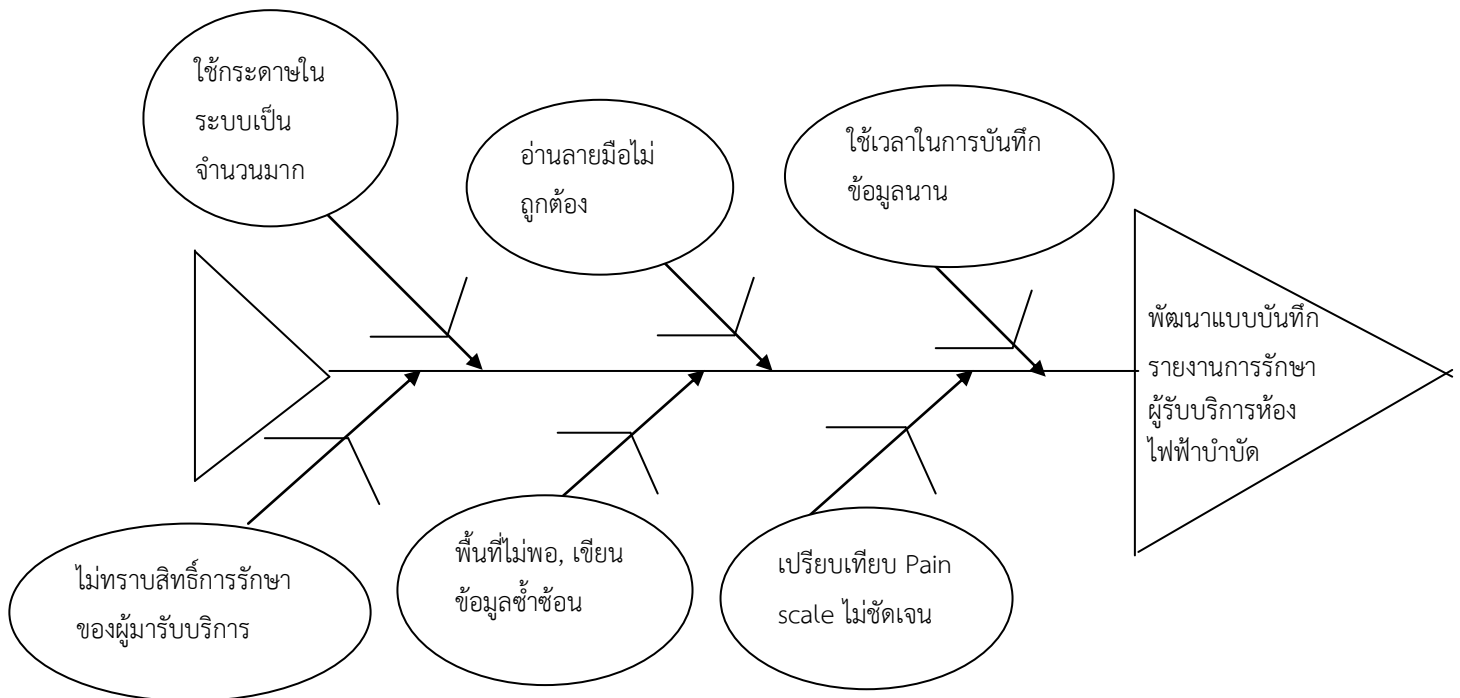 ใช้กระดาษใน
ระบบเป็น
จำนวนมาก
อ่านลายมือไม่
ถูกต้อง
ใช้เวลาในการบันทึก
ข้อมูลนาน
พัฒนาแบบบันทึก
รายงานการรักษา
ผู้รับบริการห้อง
ไฟฟ้าบำบัด
ไม่ทราบสิทธิ์การรักษา
ของผู้มารับบริการ
พื้นที่ไม่พอ, เขียน
ข้อมูลซ้ำซ้อน
เปรียบเทียบ Pain
scale ไม่ชัดเจน